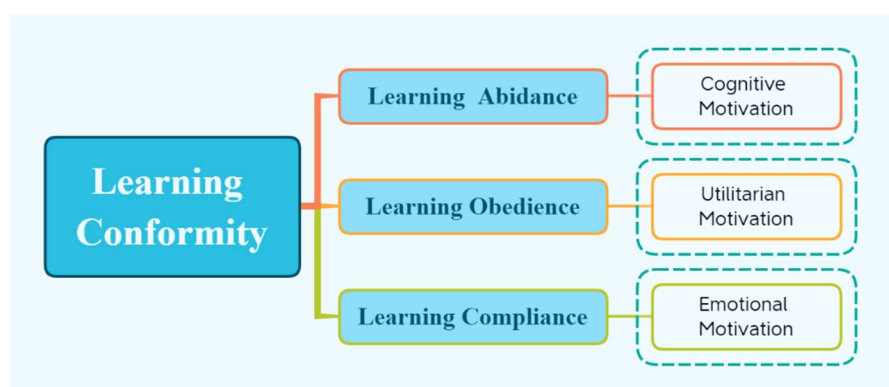 Learning
Conformity
Learning Abidance
Cognitive
Motivation
Learning Obedience
Utilitarian
Motivation
Learning Compliance
Emotional
Motivation